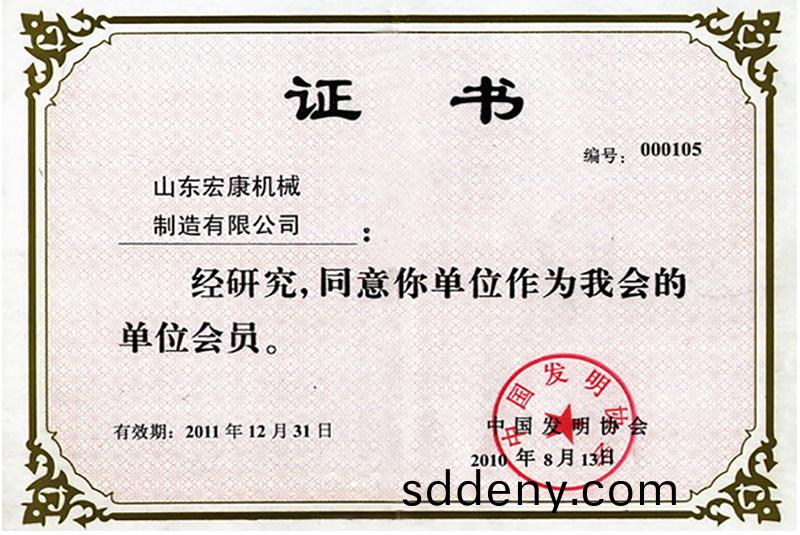 证 书
编号：000105
山东宏康机械
制造有限公司：
经研究，同意你单位作为我会的
单位会员。
中国发明协会
有效期：2011年12月31日
中国发明协会
2010年8月13日
sddeny.com